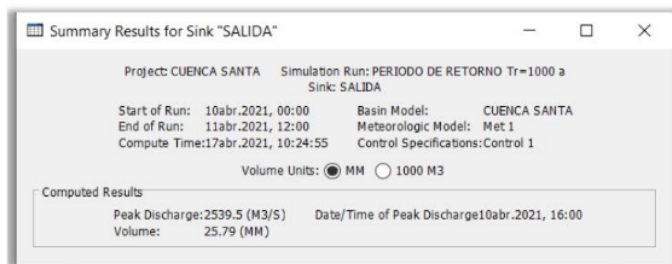 Summary Results for Sink "SALIDA"
Project: CUENCA SANTA Simulation Run: PERIODO DE RETORNO Tr=1000 a
Sink: SALIDA
Start of Run: 10abr.2021, 00:00 Basin Model: CUENCA SANTA
End of Run: 11abr.2021, 12:00 Meteorologic Model: Met 1
Compute Time:17abr.2021, 10:24:55 Control Specifications:Control 1
Volume Units: MM 1000 M3
Computed Results
Peak Discharge:2539.5 (M3/S) Date/Time of Peak Discharge10abr.2021, 16:00
Volume: 25.79 (MM)